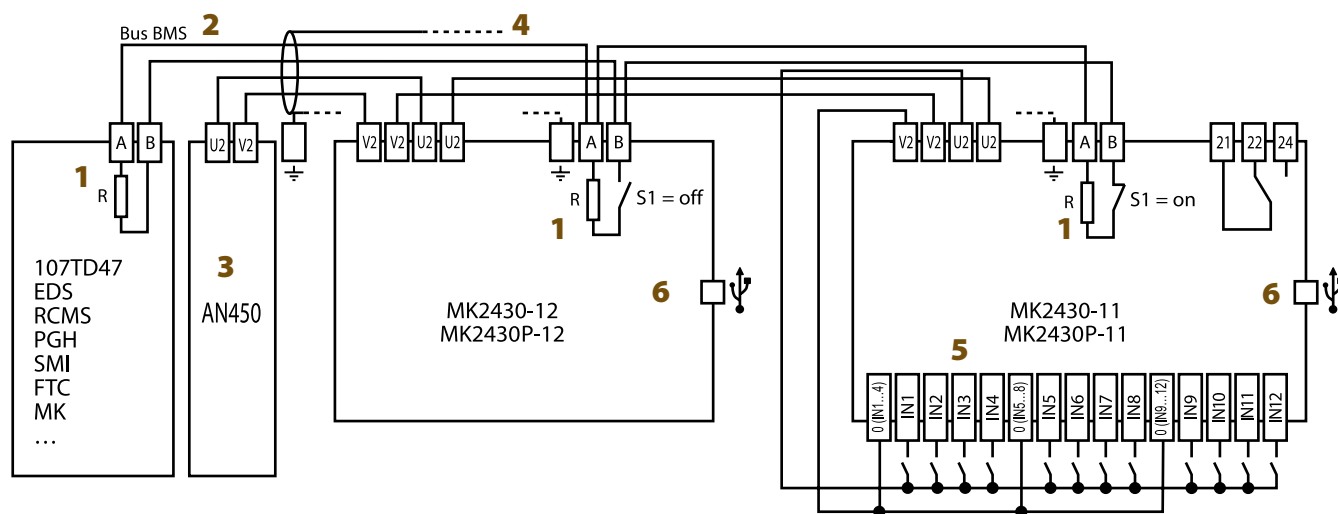 Bus BMS 2 4
A B U2 V2 V2 V2 U2 U2 A B V2 V2 U2 U2 A B 21 22 24
1 R R S1 = off R S1 = on
1 1
107TD47
EDS
RCMS
PGH
SMI
FTC
MK
...
3
AN450
6
MK2430-12
MK2430P-12
6
MK2430-11
MK2430P-11
5
0 (IN1...4) IN1 IN2 IN3 IN4 0 (IN5...8) IN5 IN6 IN7 IN8 0 (IN9...12) IN9 IN10 IN11 IN12